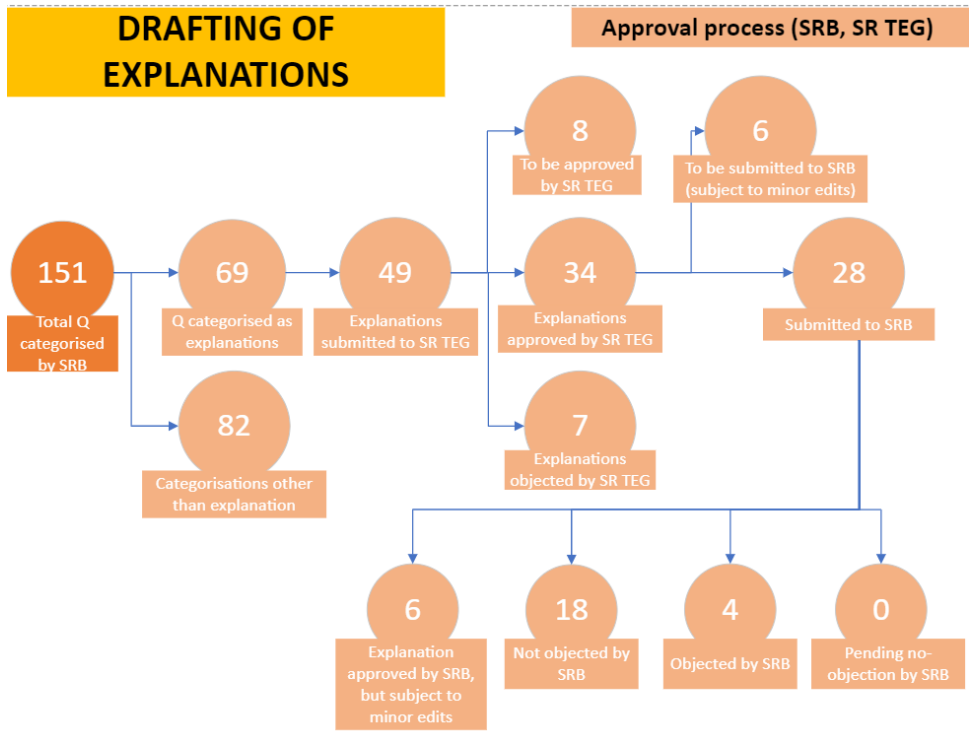 DRAFTING OF
EXPLANATIONS
Approval process (SRB, SR TEG)
8
To be approved
by SR TEG
6
To be submitted to SRB
(subject to minor edits)
151
Total Q
categorised
by SRB
69
Q categorised as
explanations
49
Explanations
submitted to SR TEG
34
Explanations
approved by SR TEG
28
Submitted to SRB
82
Categorisations other
than explanation
7
Explanations
objected by SR TEG
6
Explanation
approved by SRB,
but subject to
minor edits
18
Not objected by
SRB
4
Objected by SRB
0
Pending no-
objection by SRB